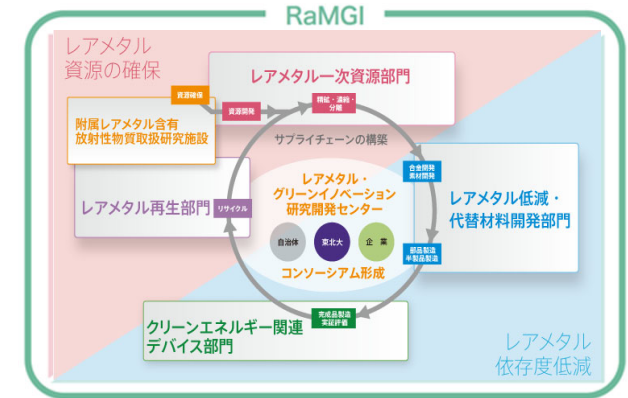 RaMGI
レアメタル
資源の確保
レアメタル一次資源部門
資源確保
資源開発
精鉱・濃縮・
分離
附属レアメタル含有
放射性物質取扱研究施設
サプライチェーンの構築
合金開発
素材開発
レアメタル・
グリーンイノベーション
研究開発センター
レアメタル再生部門
リサイクル
レアメタル低減・
代替材料開発部門
自治体
東北大
企 業
コンソーシアム形成
部品製造
半製品製造
完成品製造
実証評価
クリーンエネルギー関連
デバイス部門
レアメタル
依存度低減